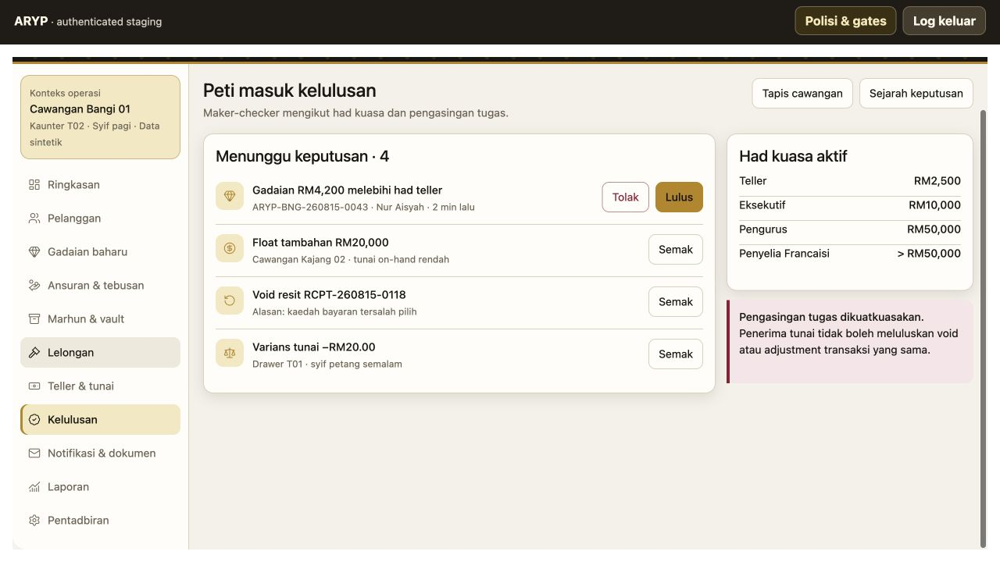 ARYP · authenticated staging
Polisi & gates
Log keluar
Konteks operasi
Cawangan Bangi 01
Kaunter T02 · Syif pagi · Data
sintetik
Ringkasan
Pelanggan
Gadaian baharu
Ansuran & tebusan
Marhun & vault
Lelongan
Teller & tunai
Kelulusan
Notifikasi & dokumen
Laporan
Pentadbiran
Peti masuk kelulusan
Maker-checker mengikut had kuasa dan pengasingan tugas.
Tapis cawangan
Sejarah keputusan
Menunggu keputusan · 4
Gadaian RM4,200 melebihi had teller
ARYP-BNG-260815-0043 · Nur Aisyah · 2 min lalu
Tolak
Lulus
Float tambahan RM20,000
Cawangan Kajang 02 · tunai on-hand rendah
Semak
Void resit RCPT-260815-0118
Alasan: kaedah bayaran tersalah pilih
Semak
Varians tunai −RM20.00
Drawer T01 · syif petang semalam
Semak
Had kuasa aktif
Teller RM2,500
Eksekutif RM10,000
Pengurus RM50,000
Penyelia Francaisi > RM50,000
Pengasingan tugas dikuatkuasakan.
Penerima tunai tidak boleh meluluskan void
atau adjustment transaksi yang sama.